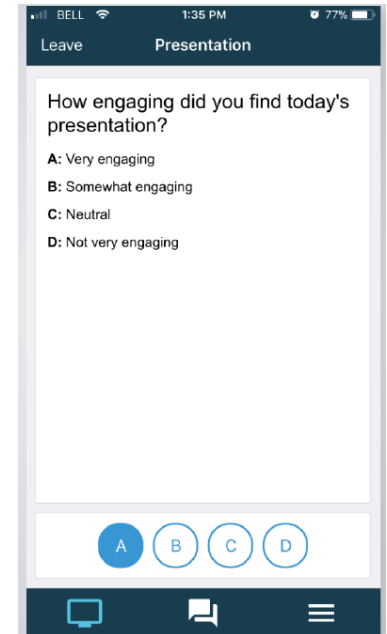 BELL 1:35 PM 77%
Leave Presentation
How engaging did you find today's
presentation?
A: Very engaging
B: Somewhat engaging
C: Neutral
D: Not very engaging
A B C D